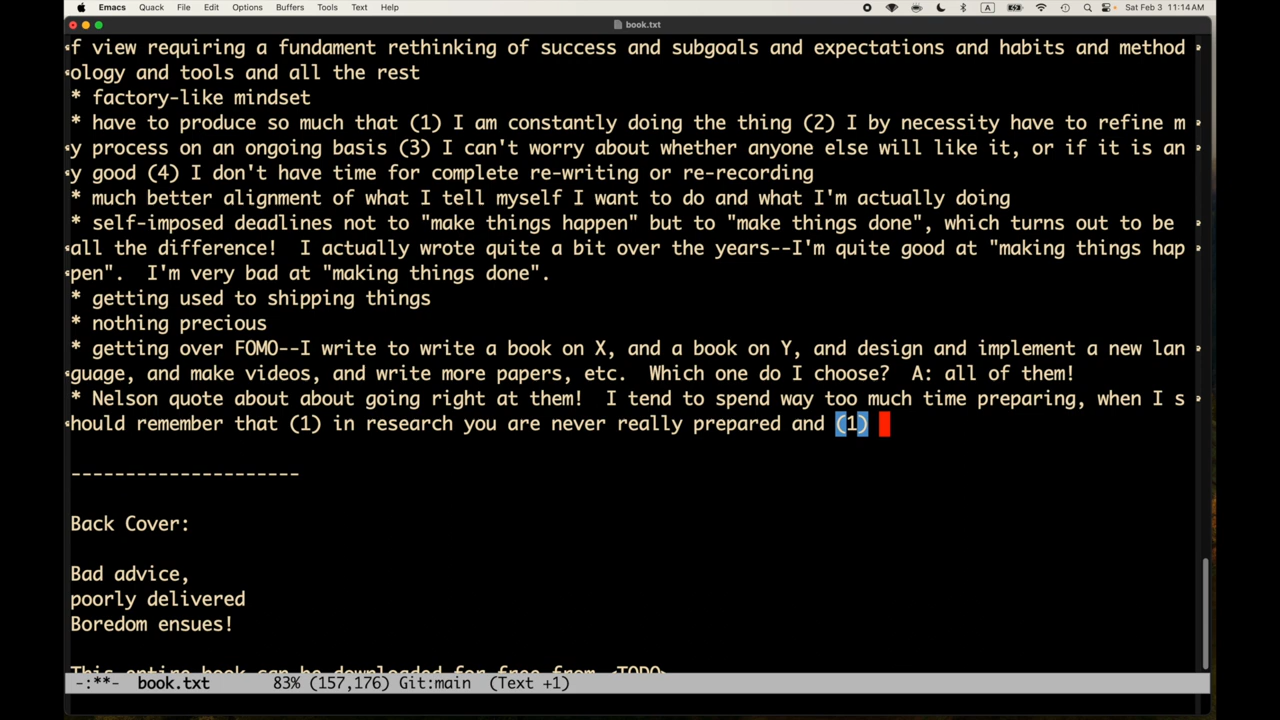 Emacs Quack File Edit Options Buffers Tools Text Help A Sat Feb 3 11:14AM
book.txt
f view requiring a fundament rethinking of success and subgoals and expectations and habits and method
ology and tools and all the rest
* factory-like mindset
* have to produce so much that (1) I am constantly doing the thing (2) I by necessity have to refine m
y process on an ongoing basis (3) I can't worry about whether anyone else will like it, or if it is an
y good (4) I don't have time for complete re-writing or re-recording
* much better alignment of what I tell myself I want to do and what I'm actually doing
* self-imposed deadlines not to "make things happen" but to "make things done", which turns out to be
all the difference!  I actually wrote quite a bit over the years--I'm quite good at "making things hap
pen".  I'm very bad at "making things done".
* getting used to shipping things
* nothing precious
* getting over FOMO--I write to write a book on X, and a book on Y, and design and implement a new lan
guage, and make videos, and write more papers, etc.  Which one do I choose?  A: all of them!
* Nelson quote about about going right at them!  I tend to spend way too much time preparing, when I s
hould remember that (1) in research you are never really prepared and (1)
---------------------
Back Cover:
Bad advice,
poorly delivered
Boredom ensues!
This entire book can be downloaded for free from <TODO>
-:**-  book.txt  83% (157,176) Git:main  (Text +1)